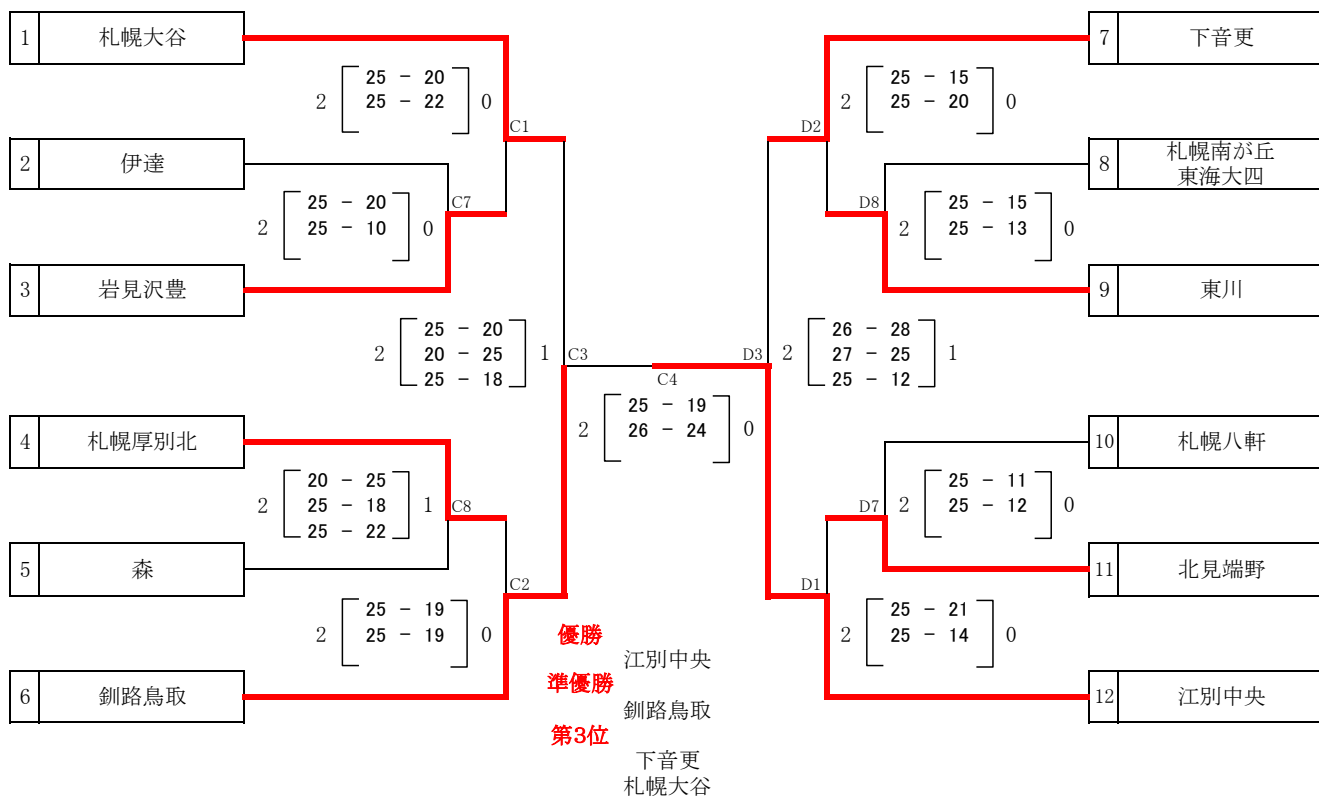 1 札幌大谷
2 [ 25 - 20
25 - 22 ] 0
C1
2 伊達
C7
2 [ 25 - 20
25 - 10 ] 0
3 岩見沢豊
2 [ 25 - 20
20 - 25
25 - 18 ] 1
C3
4 札幌厚別北
2 [ 20 - 25
25 - 18
25 - 22 ] 1
C8
5 森
C2
2 [ 25 - 19
25 - 19 ] 0
6 釧路鳥取
C4
2 [ 25 - 19
26 - 24 ] 0
優勝
江別中央
準優勝
釧路鳥取
第3位
下音更
札幌大谷
7 下音更
D2
2 [ 25 - 15
25 - 20 ] 0
8 札幌南が丘
東海大四
D8
2 [ 25 - 15
25 - 13 ] 0
9 東川
D3
2 [ 26 - 28
27 - 25
25 - 12 ] 1
10 札幌八軒
D7
2 [ 25 - 11
25 - 12 ] 0
11 北見端野
D1
2 [ 25 - 21
25 - 14 ] 0
12 江別中央